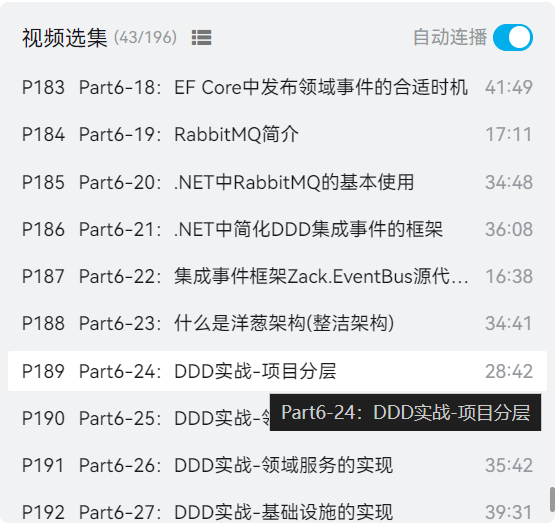 视频选集 (43/196) 自动连播
P183 Part6-18：EF Core中发布领域事件的合适时机 41:49
P184 Part6-19：RabbitMQ简介 17:11
P185 Part6-20：.NET中RabbitMQ的基本使用 34:48
P186 Part6-21：.NET中简化DDD集成事件的框架 36:08
P187 Part6-22：集成事件框架Zack.EventBus源代... 16:38
P188 Part6-23：什么是洋葱架构(整洁架构) 34:41
P189 Part6-24：DDD实战-项目分层 28:42
Part6-24：DDD实战-项目分层
P190 Part6-25：DDD实战-
P191 Part6-26：DDD实战-领域服务的实现 35:42
P192 Part6-27：DDD实战-基础设施的实现 39:31